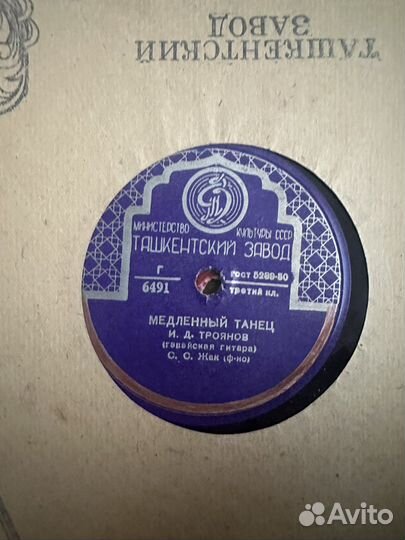 ТАШКЕНТСКИЙ
ЗАВОД
МИНИСТЕРСТВО КУЛЬТУРЫ СССР
ТАШКЕНТСКИЙ ЗАВОД
Г
6491
ГОСТ 5289-50
ТРЕТИЙ КЛ.
МЕДЛЕННЫЙ ТАНЕЦ
И. Д. ТРОЯНОВ
(гавайская гитара)
С. С. Жак (ф-но)
Avito